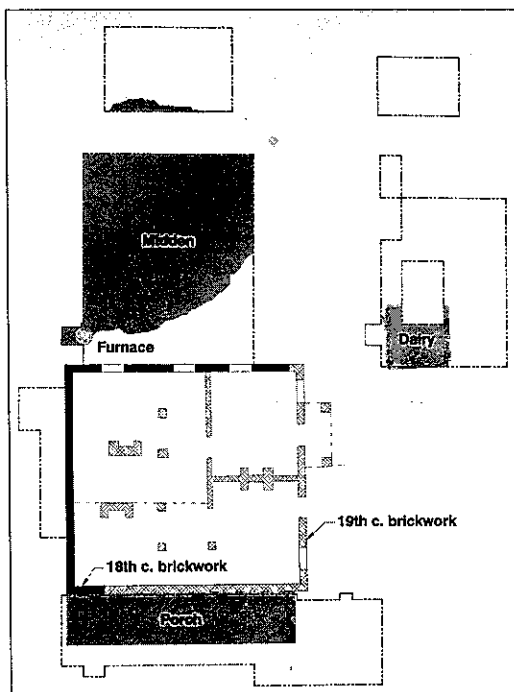 Midden
Furnace
Dairy
19th c. brickwork
18th c. brickwork
Porch